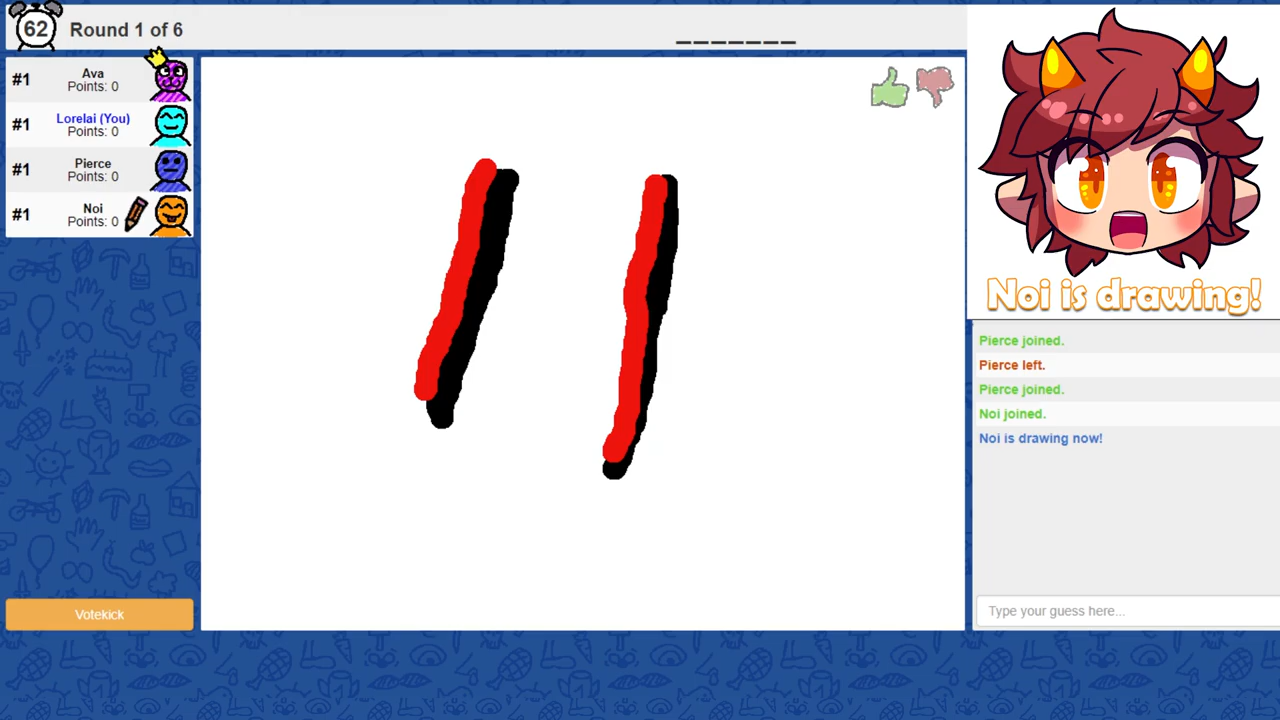 62
Round 1 of 6
_______
#1
Ava
Points: 0
#1
Lorelai (You)
Points: 0
#1
Pierce
Points: 0
#1
Noi
Points: 0
Votekick
Noi is drawing!
Pierce joined.
Pierce left.
Pierce joined.
Noi joined.
Noi is drawing now!
Type your guess here...